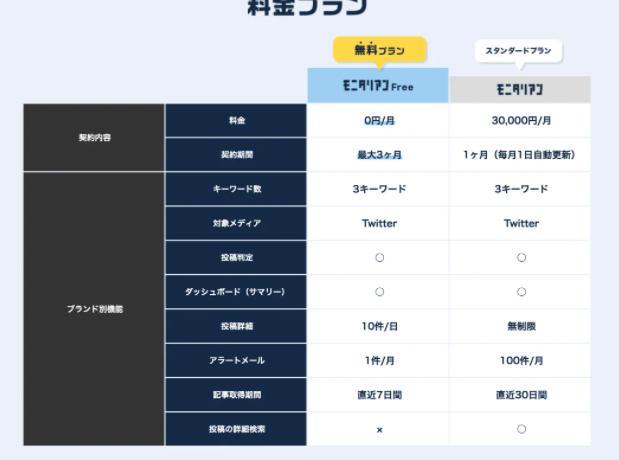 料金プラン
無料プラン
スタンダードプラン
モニタリアン Free
モニタリアン
契約内容
料金
0円/月
30,000円/月
契約期間
最大3ヶ月
1ヶ月（毎月1日自動更新）
ブランド別機能
キーワード数
3キーワード
3キーワード
対象メディア
Twitter
Twitter
投稿判定
○
○
ダッシュボード（サマリー）
○
○
投稿詳細
10件/日
無制限
アラートメール
1件/月
100件/月
記事取得期間
直近7日間
直近30日間
投稿の詳細検索
×
○